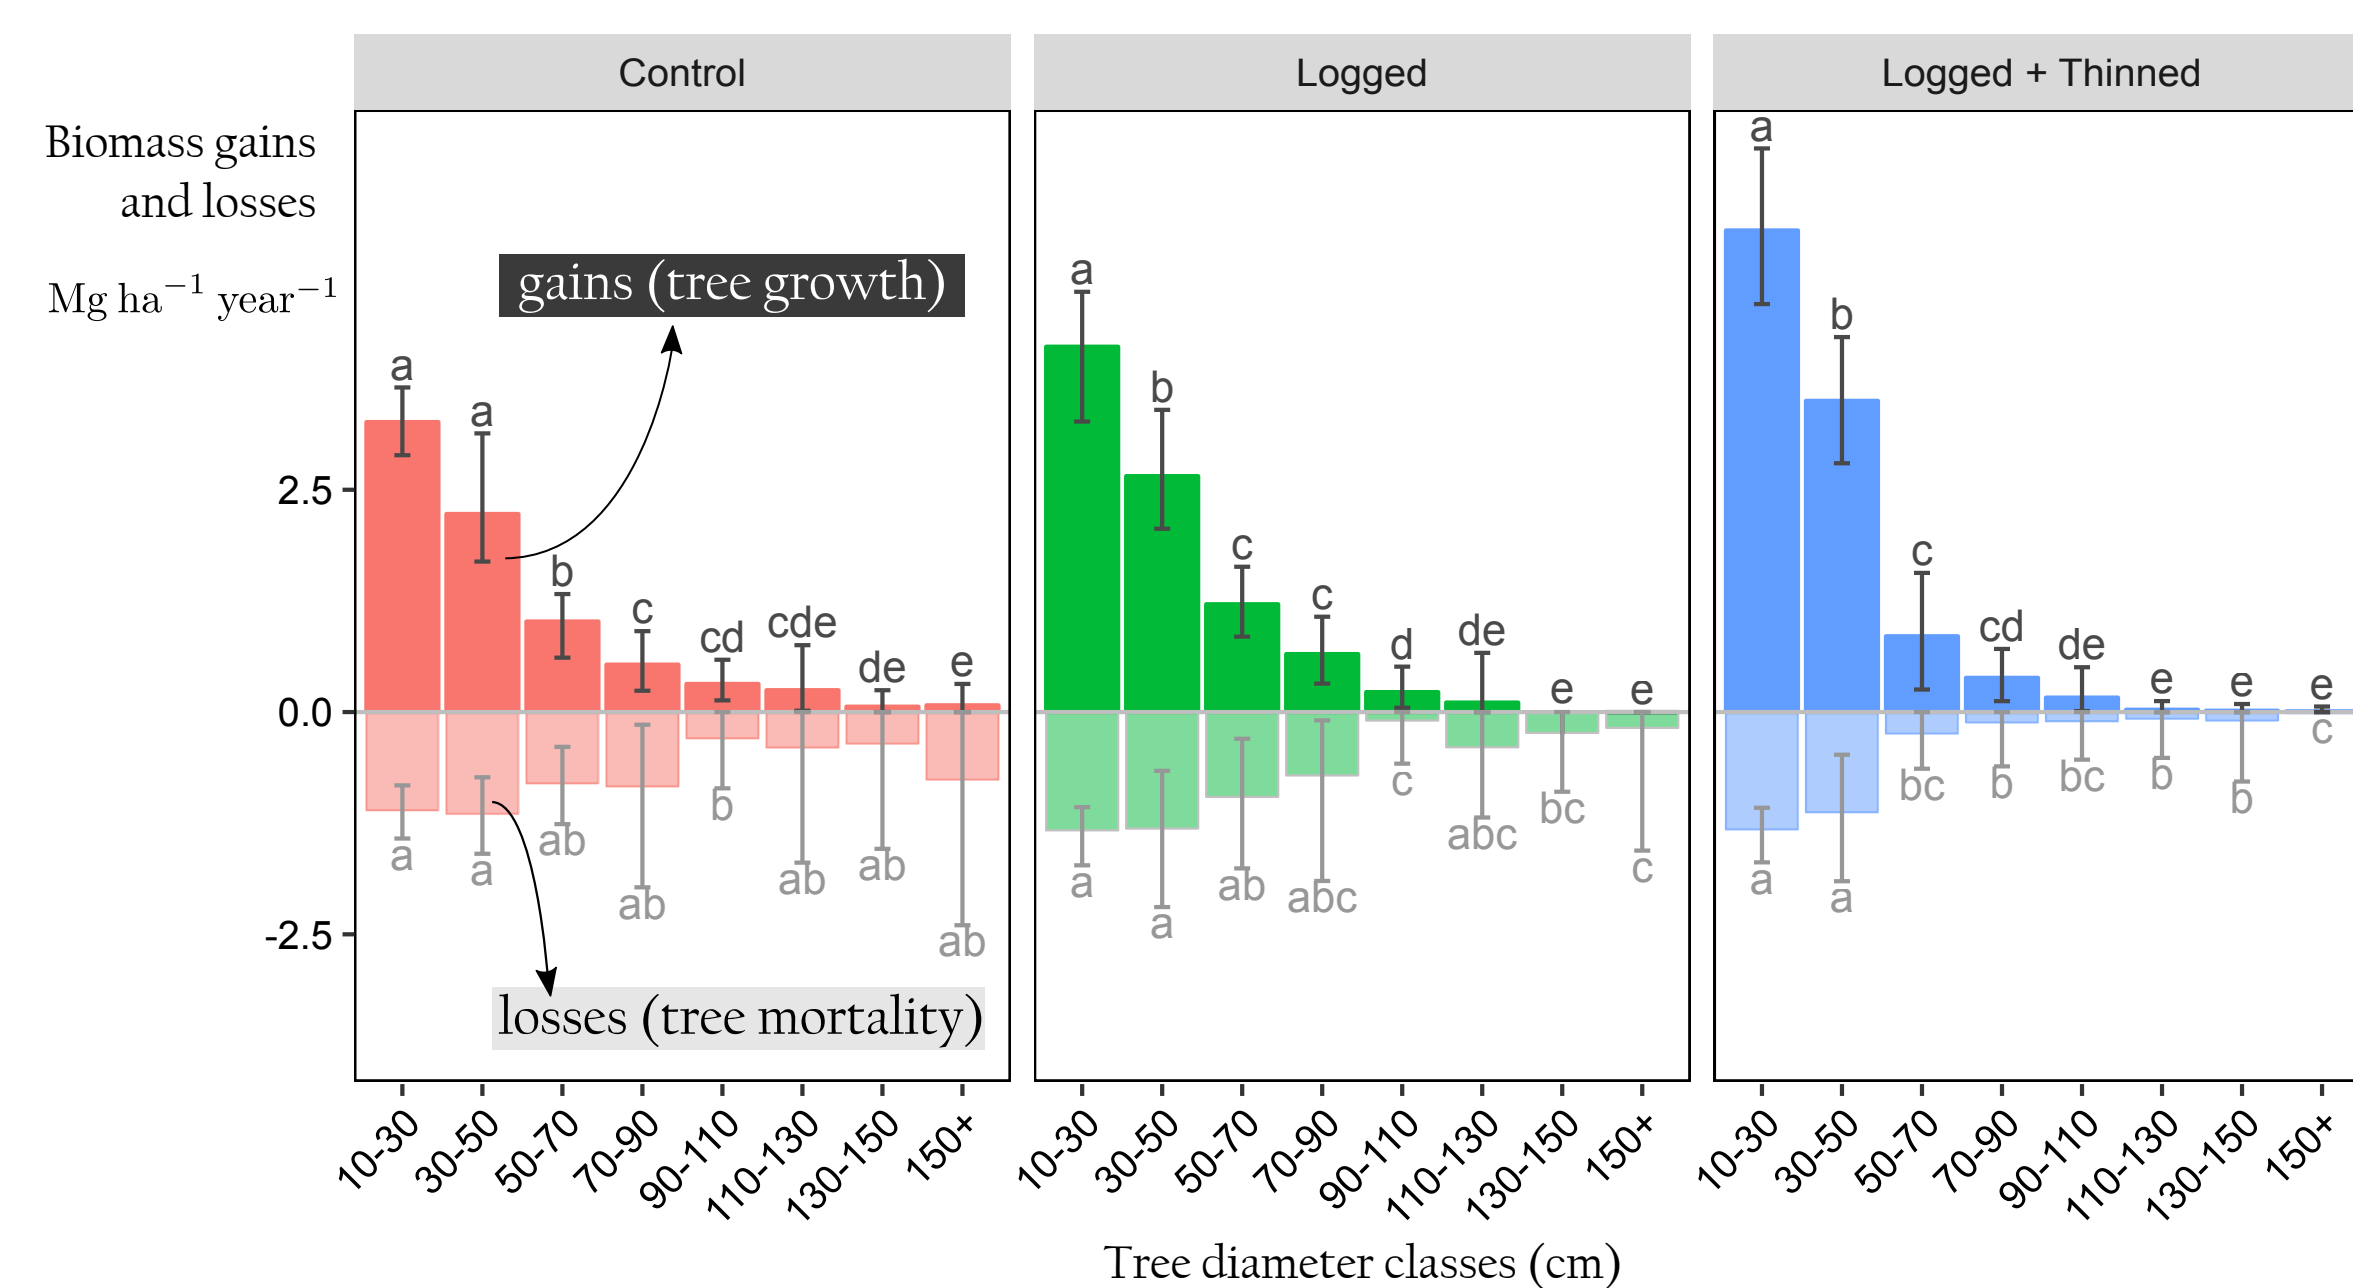 Control
Logged
Logged + Thinned
Biomass gains
and losses
Mg ha⁻¹ year⁻¹
2.5
0.0
-2.5
gains (tree growth)
a a b c cd cde de e
a a ab ab b ab ab ab
losses (tree mortality)
a b c c d de e e
a a ab abc c abc bc c
a b c cd de e e e
a a bc b bc b b c
10-30 30-50 50-70 70-90 90-110 110-130 130-150 150+
10-30 30-50 50-70 70-90 90-110 110-130 130-150 150+
10-30 30-50 50-70 70-90 90-110 110-130 130-150 150+
Tree diameter classes (cm)